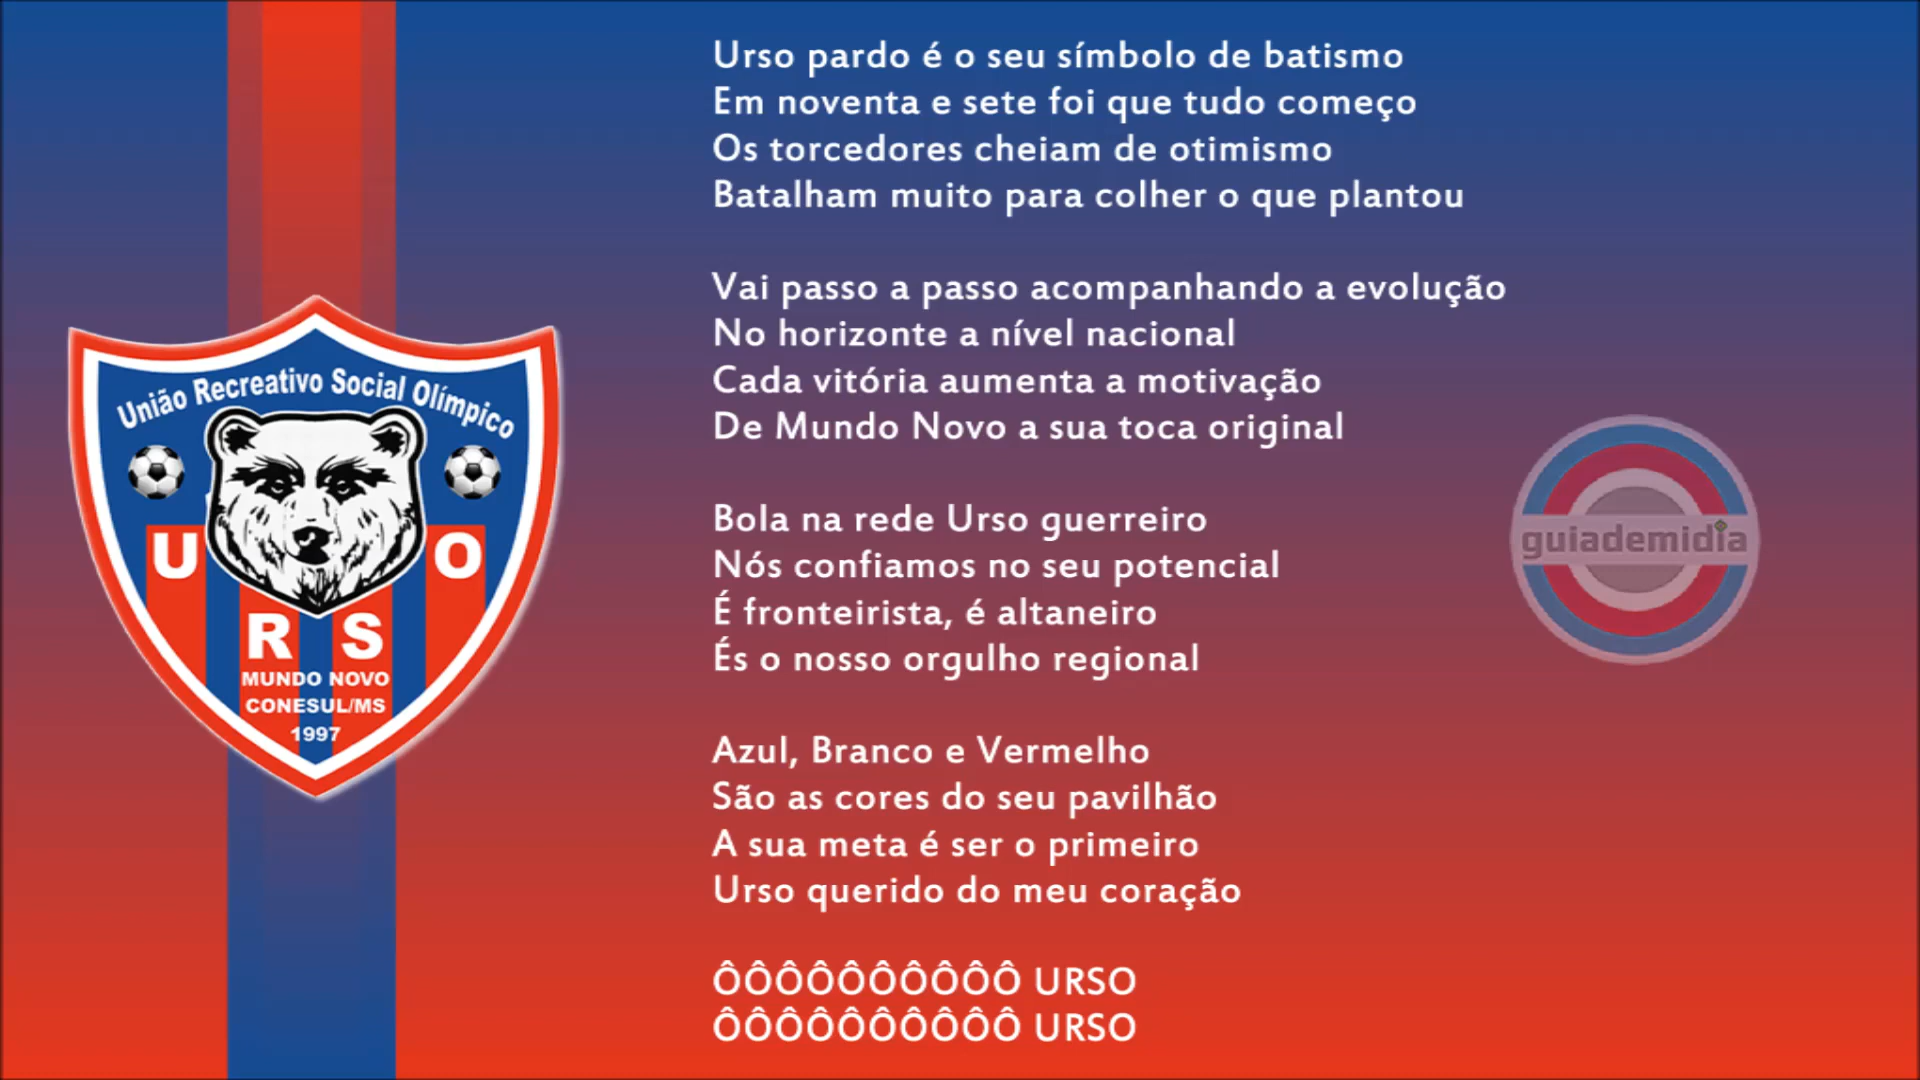 União Recreativo Social Olímpico
U O
R S
MUNDO NOVO
CONESUL/MS
1997
Urso pardo é o seu símbolo de batismo
Em noventa e sete foi que tudo começo
Os torcedores cheiam de otimismo
Batalham muito para colher o que plantou
Vai passo a passo acompanhando a evolução
No horizonte a nível nacional
Cada vitória aumenta a motivação
De Mundo Novo a sua toca original
Bola na rede Urso guerreiro
Nós confiamos no seu potencial
É fronteirista, é altaneiro
És o nosso orgulho regional
Azul, Branco e Vermelho
São as cores do seu pavilhão
A sua meta é ser o primeiro
Urso querido do meu coração
ÔÔÔÔÔÔÔÔÔÔ URSO
ÔÔÔÔÔÔÔÔÔÔ URSO
guiademidia